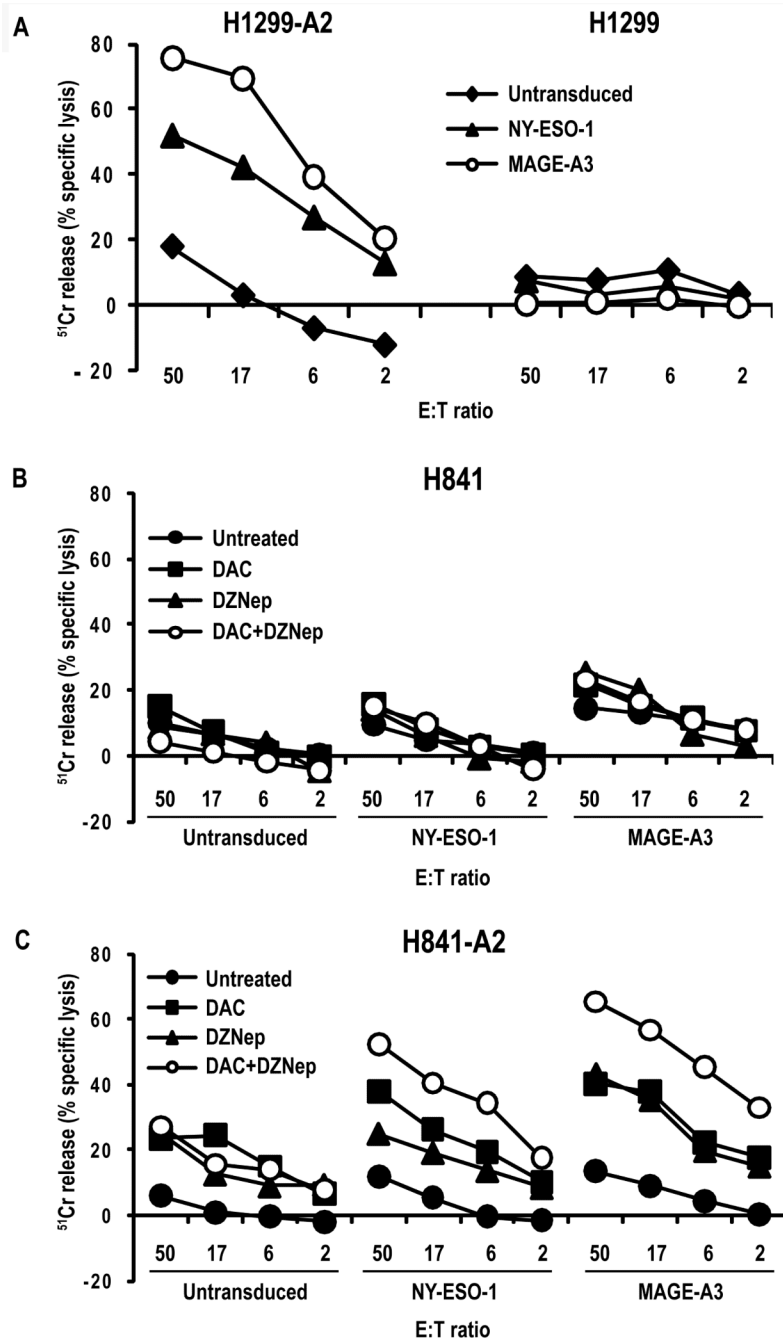 A
H1299-A2
H1299
80
60
40
20
0
- 20
51Cr release (% specific lysis)
Untransduced
NY-ESO-1
MAGE-A3
50 17 6 2
50 17 6 2
E:T ratio
B
H841
80
60
40
20
0
-20
51Cr release (% specific lysis)
Untreated
DAC
DZNep
DAC+DZNep
50 17 6 2
50 17 6 2
50 17 6 2
Untransduced
NY-ESO-1
MAGE-A3
E:T ratio
C
H841-A2
80
60
40
20
0
-20
51Cr release (% specific lysis)
Untreated
DAC
DZNep
DAC+DZNep
50 17 6 2
50 17 6 2
50 17 6 2
Untransduced
NY-ESO-1
MAGE-A3
E:T ratio